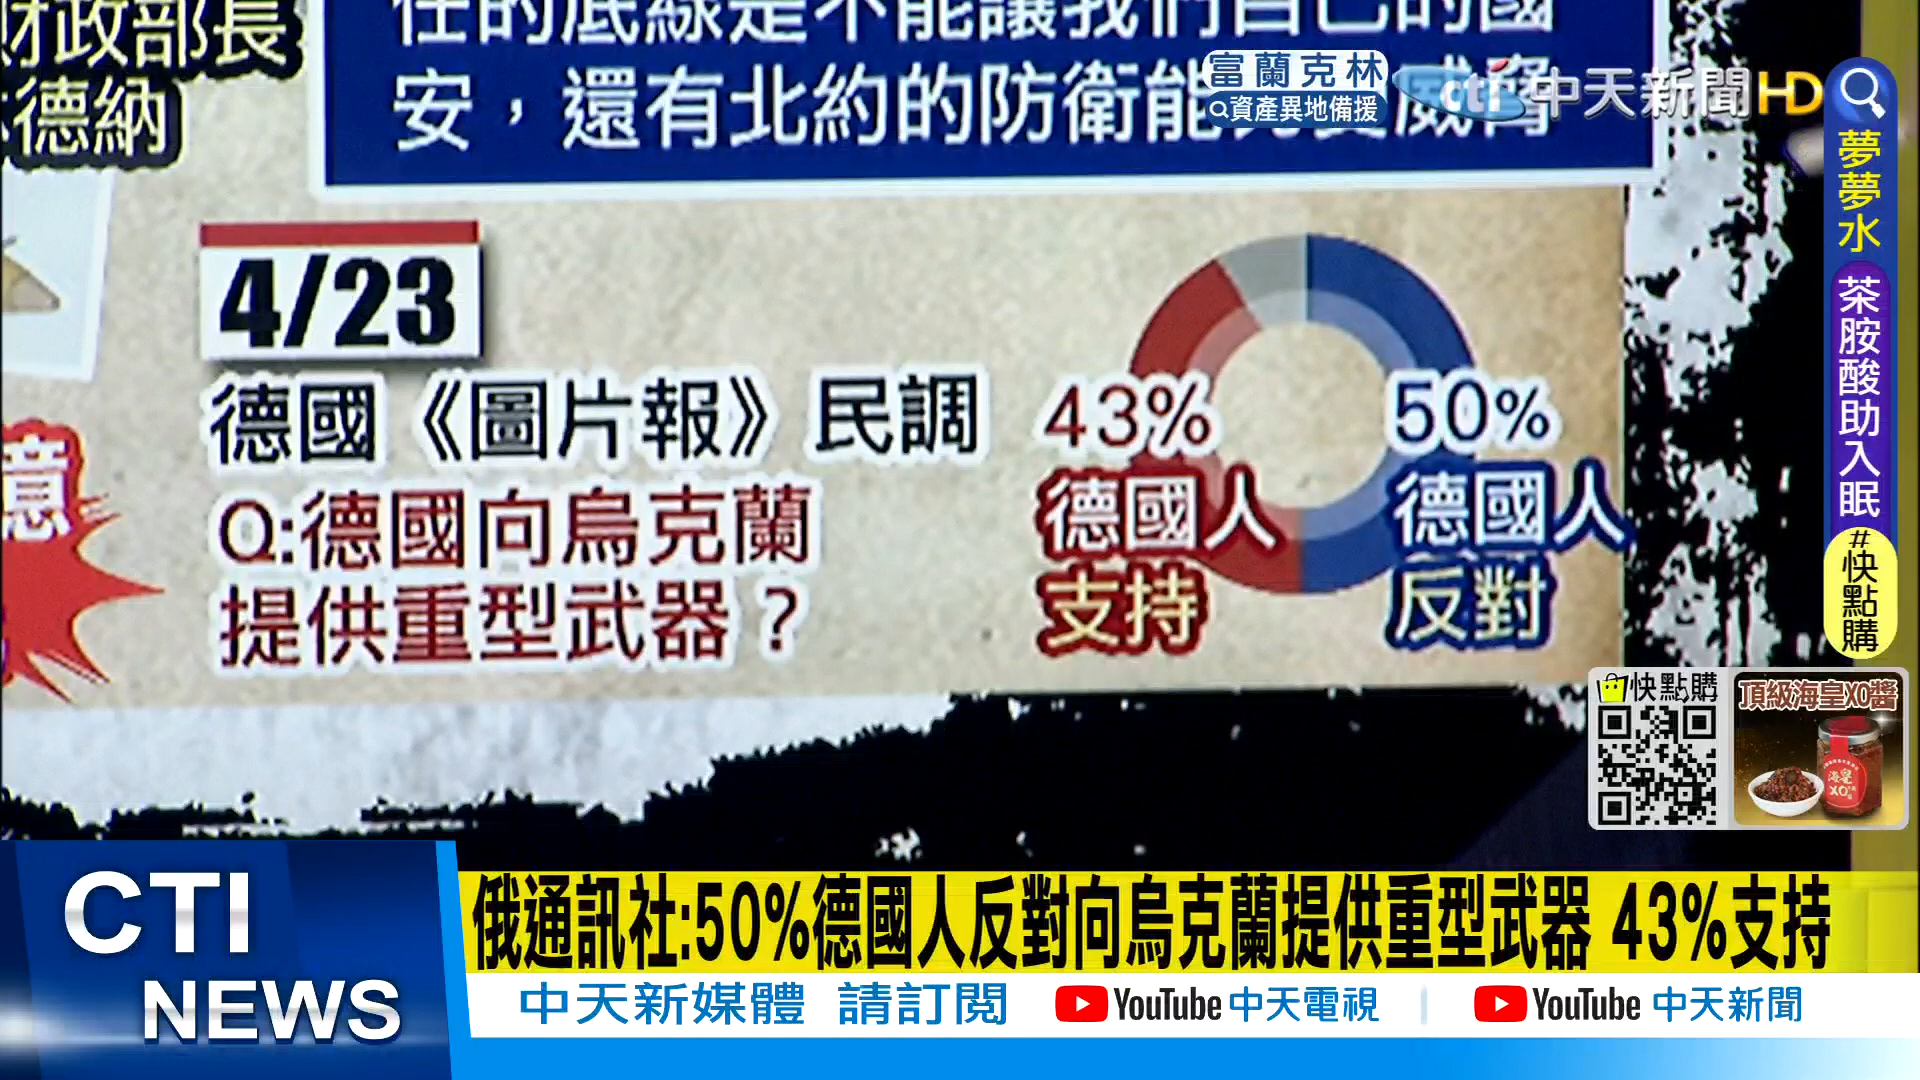 財政部長
德納
任的底線是不能讓我們自己的國
安，還有北約的防衛能
富蘭克林
資產異地備援
cti 中天新聞HD
夢夢水
茶胺酸助入眠
#快點購
4/23
德國《圖片報》民調
Q:德國向烏克蘭
提供重型武器？
43%
德國人
支持
50%
德國人
反對
意
快點購
頂級海皇XO醬
海皇
XO
CTI
NEWS
俄通訊社:50%德國人反對向烏克蘭提供重型武器 43%支持
中天新媒體 請訂閱 YouTube 中天電視 | YouTube 中天新聞